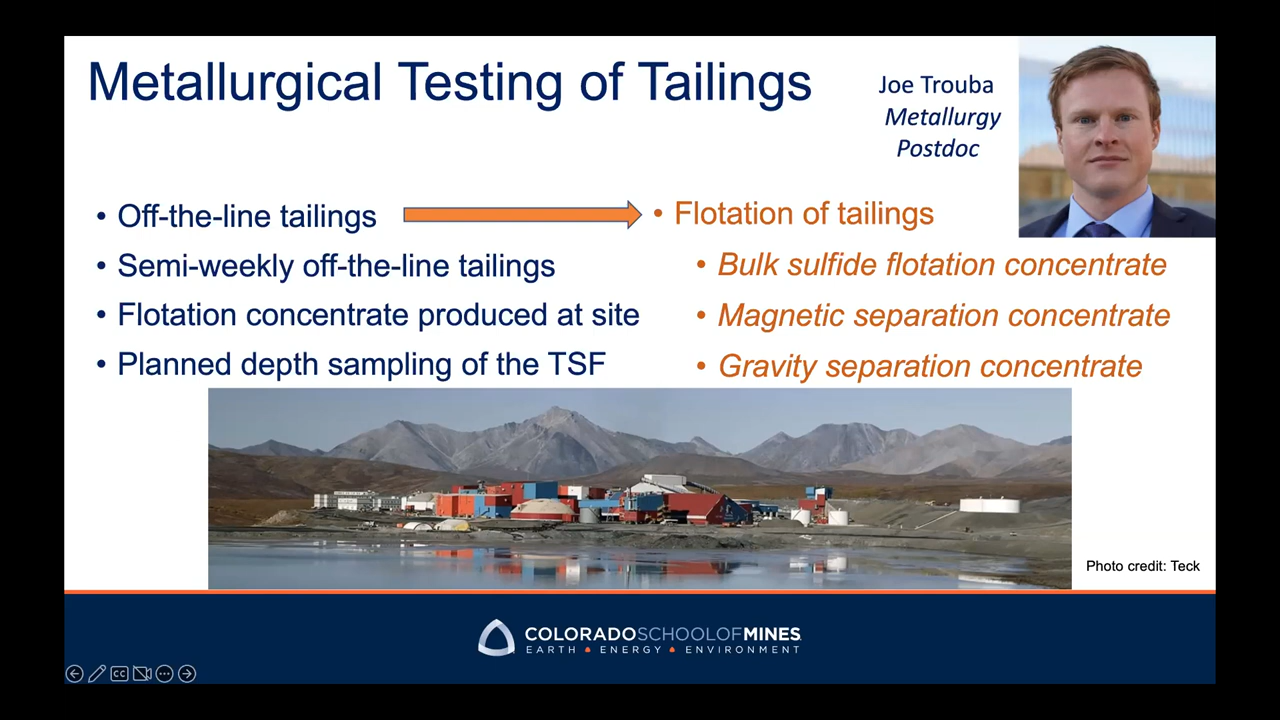 Metallurgical Testing of Tailings
Joe Trouba
Metallurgy
Postdoc
• Off-the-line tailings
• Semi-weekly off-the-line tailings
• Flotation concentrate produced at site
• Planned depth sampling of the TSF
• Flotation of tailings
• Bulk sulfide flotation concentrate
• Magnetic separation concentrate
• Gravity separation concentrate
Photo credit: Teck
COLORADOSCHOOLOFMINES
EARTH • ENERGY • ENVIRONMENT
CC